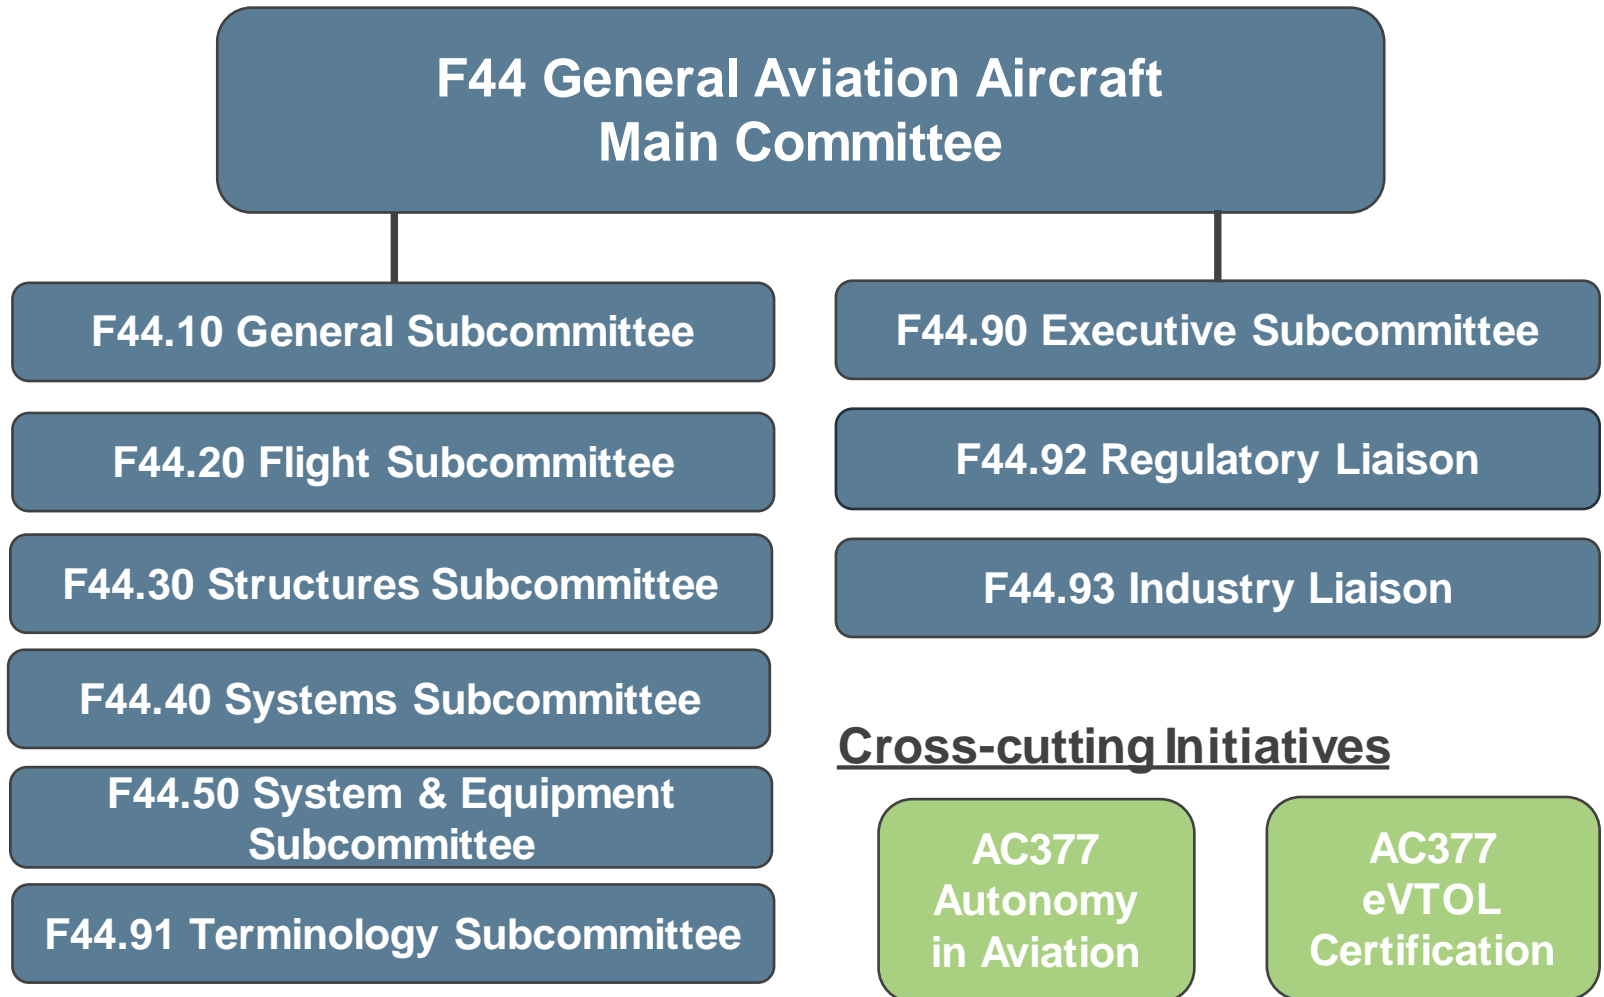 F44 General Aviation Aircraft
Main Committee
F44.10 General Subcommittee
F44.20 Flight Subcommittee
F44.30 Structures Subcommittee
F44.40 Systems Subcommittee
F44.50 System & Equipment
Subcommittee
F44.91 Terminology Subcommittee
F44.90 Executive Subcommittee
F44.92 Regulatory Liaison
F44.93 Industry Liaison
Cross-cutting Initiatives
AC377
Autonomy
in Aviation
AC377
eVTOL
Certification